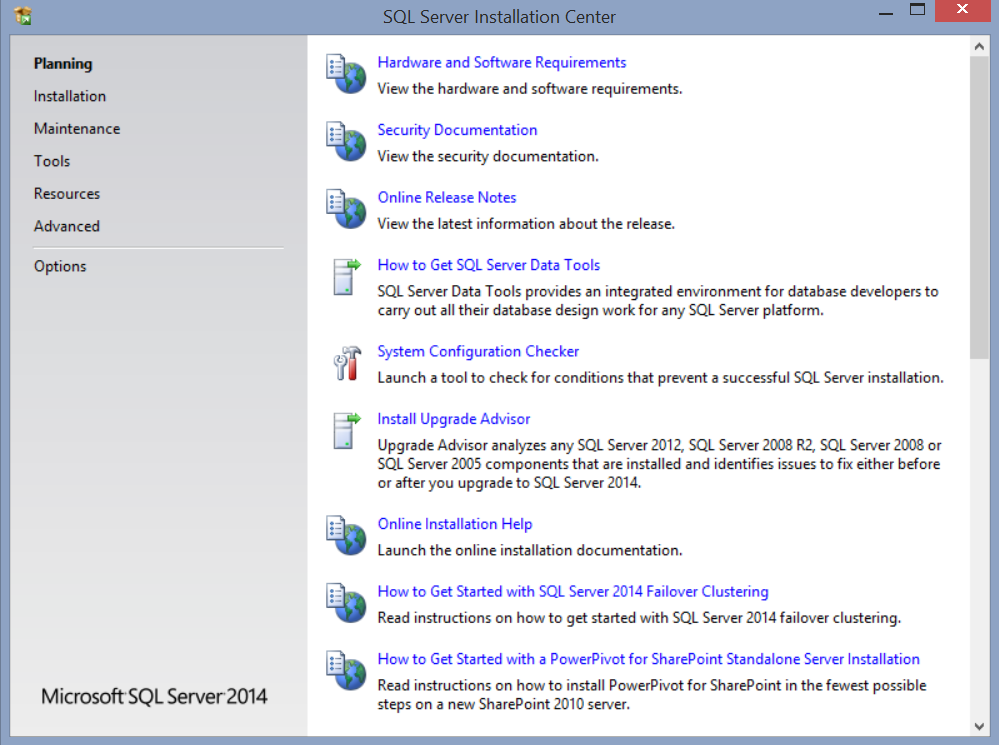 SQL Server Installation Center
Planning
Installation
Maintenance
Tools
Resources
Advanced
Options
Microsoft SQL Server 2014
Hardware and Software Requirements
View the hardware and software requirements.
Security Documentation
View the security documentation.
Online Release Notes
View the latest information about the release.
How to Get SQL Server Data Tools
SQL Server Data Tools provides an integrated environment for database developers to
carry out all their database design work for any SQL Server platform.
System Configuration Checker
Launch a tool to check for conditions that prevent a successful SQL Server installation.
Install Upgrade Advisor
Upgrade Advisor analyzes any SQL Server 2012, SQL Server 2008 R2, SQL Server 2008 or
SQL Server 2005 components that are installed and identifies issues to fix either before
or after you upgrade to SQL Server 2014.
Online Installation Help
Launch the online installation documentation.
How to Get Started with SQL Server 2014 Failover Clustering
Read instructions on how to get started with SQL Server 2014 failover clustering.
How to Get Started with a PowerPivot for SharePoint Standalone Server Installation
Read instructions on how to install PowerPivot for SharePoint in the fewest possible
steps on a new SharePoint 2010 server.